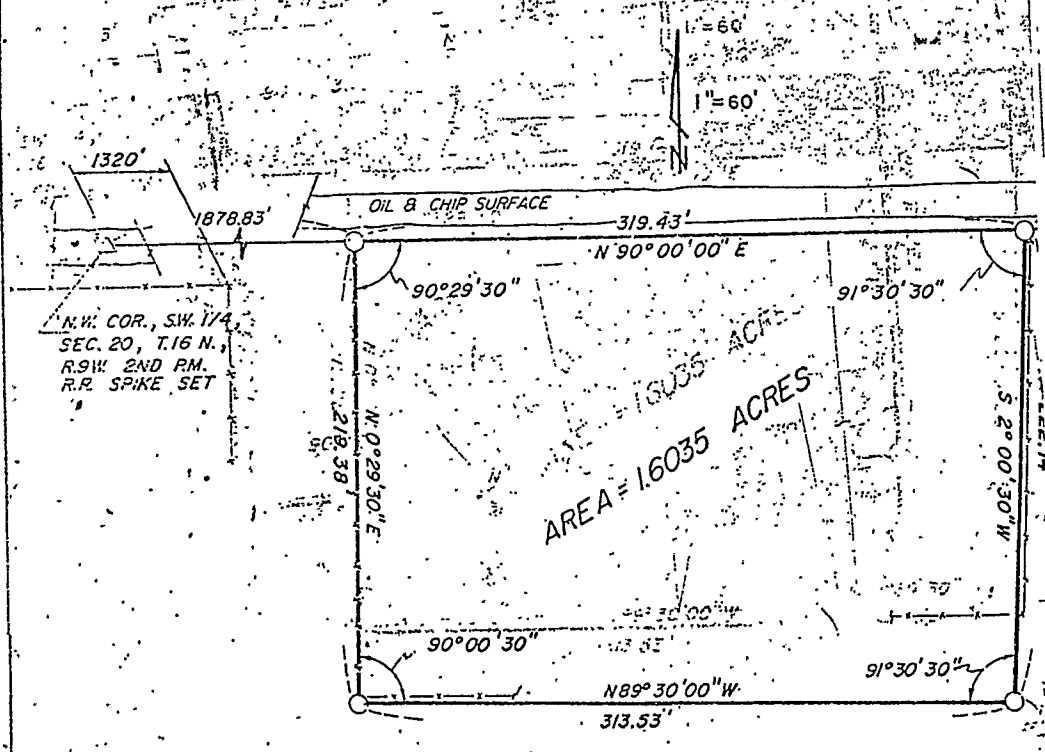 1"=60'
1"=60'
1320'
OIL & CHIP SURFACE
1878.83'
319.43'
N 90°00'00" E
90°29'30"
91°30'30"
N.W. COR., S.W. 1/4,
SEC. 20, T.16 N.,
R.9W. 2ND P.M.
R.R. SPIKE SET
N 0°29'30" E
219.38'
AREA = 1.6035 ACRES
S 2°00'30" W
90°00'30"
91°30'30"
N89°30'00"W
313.53'